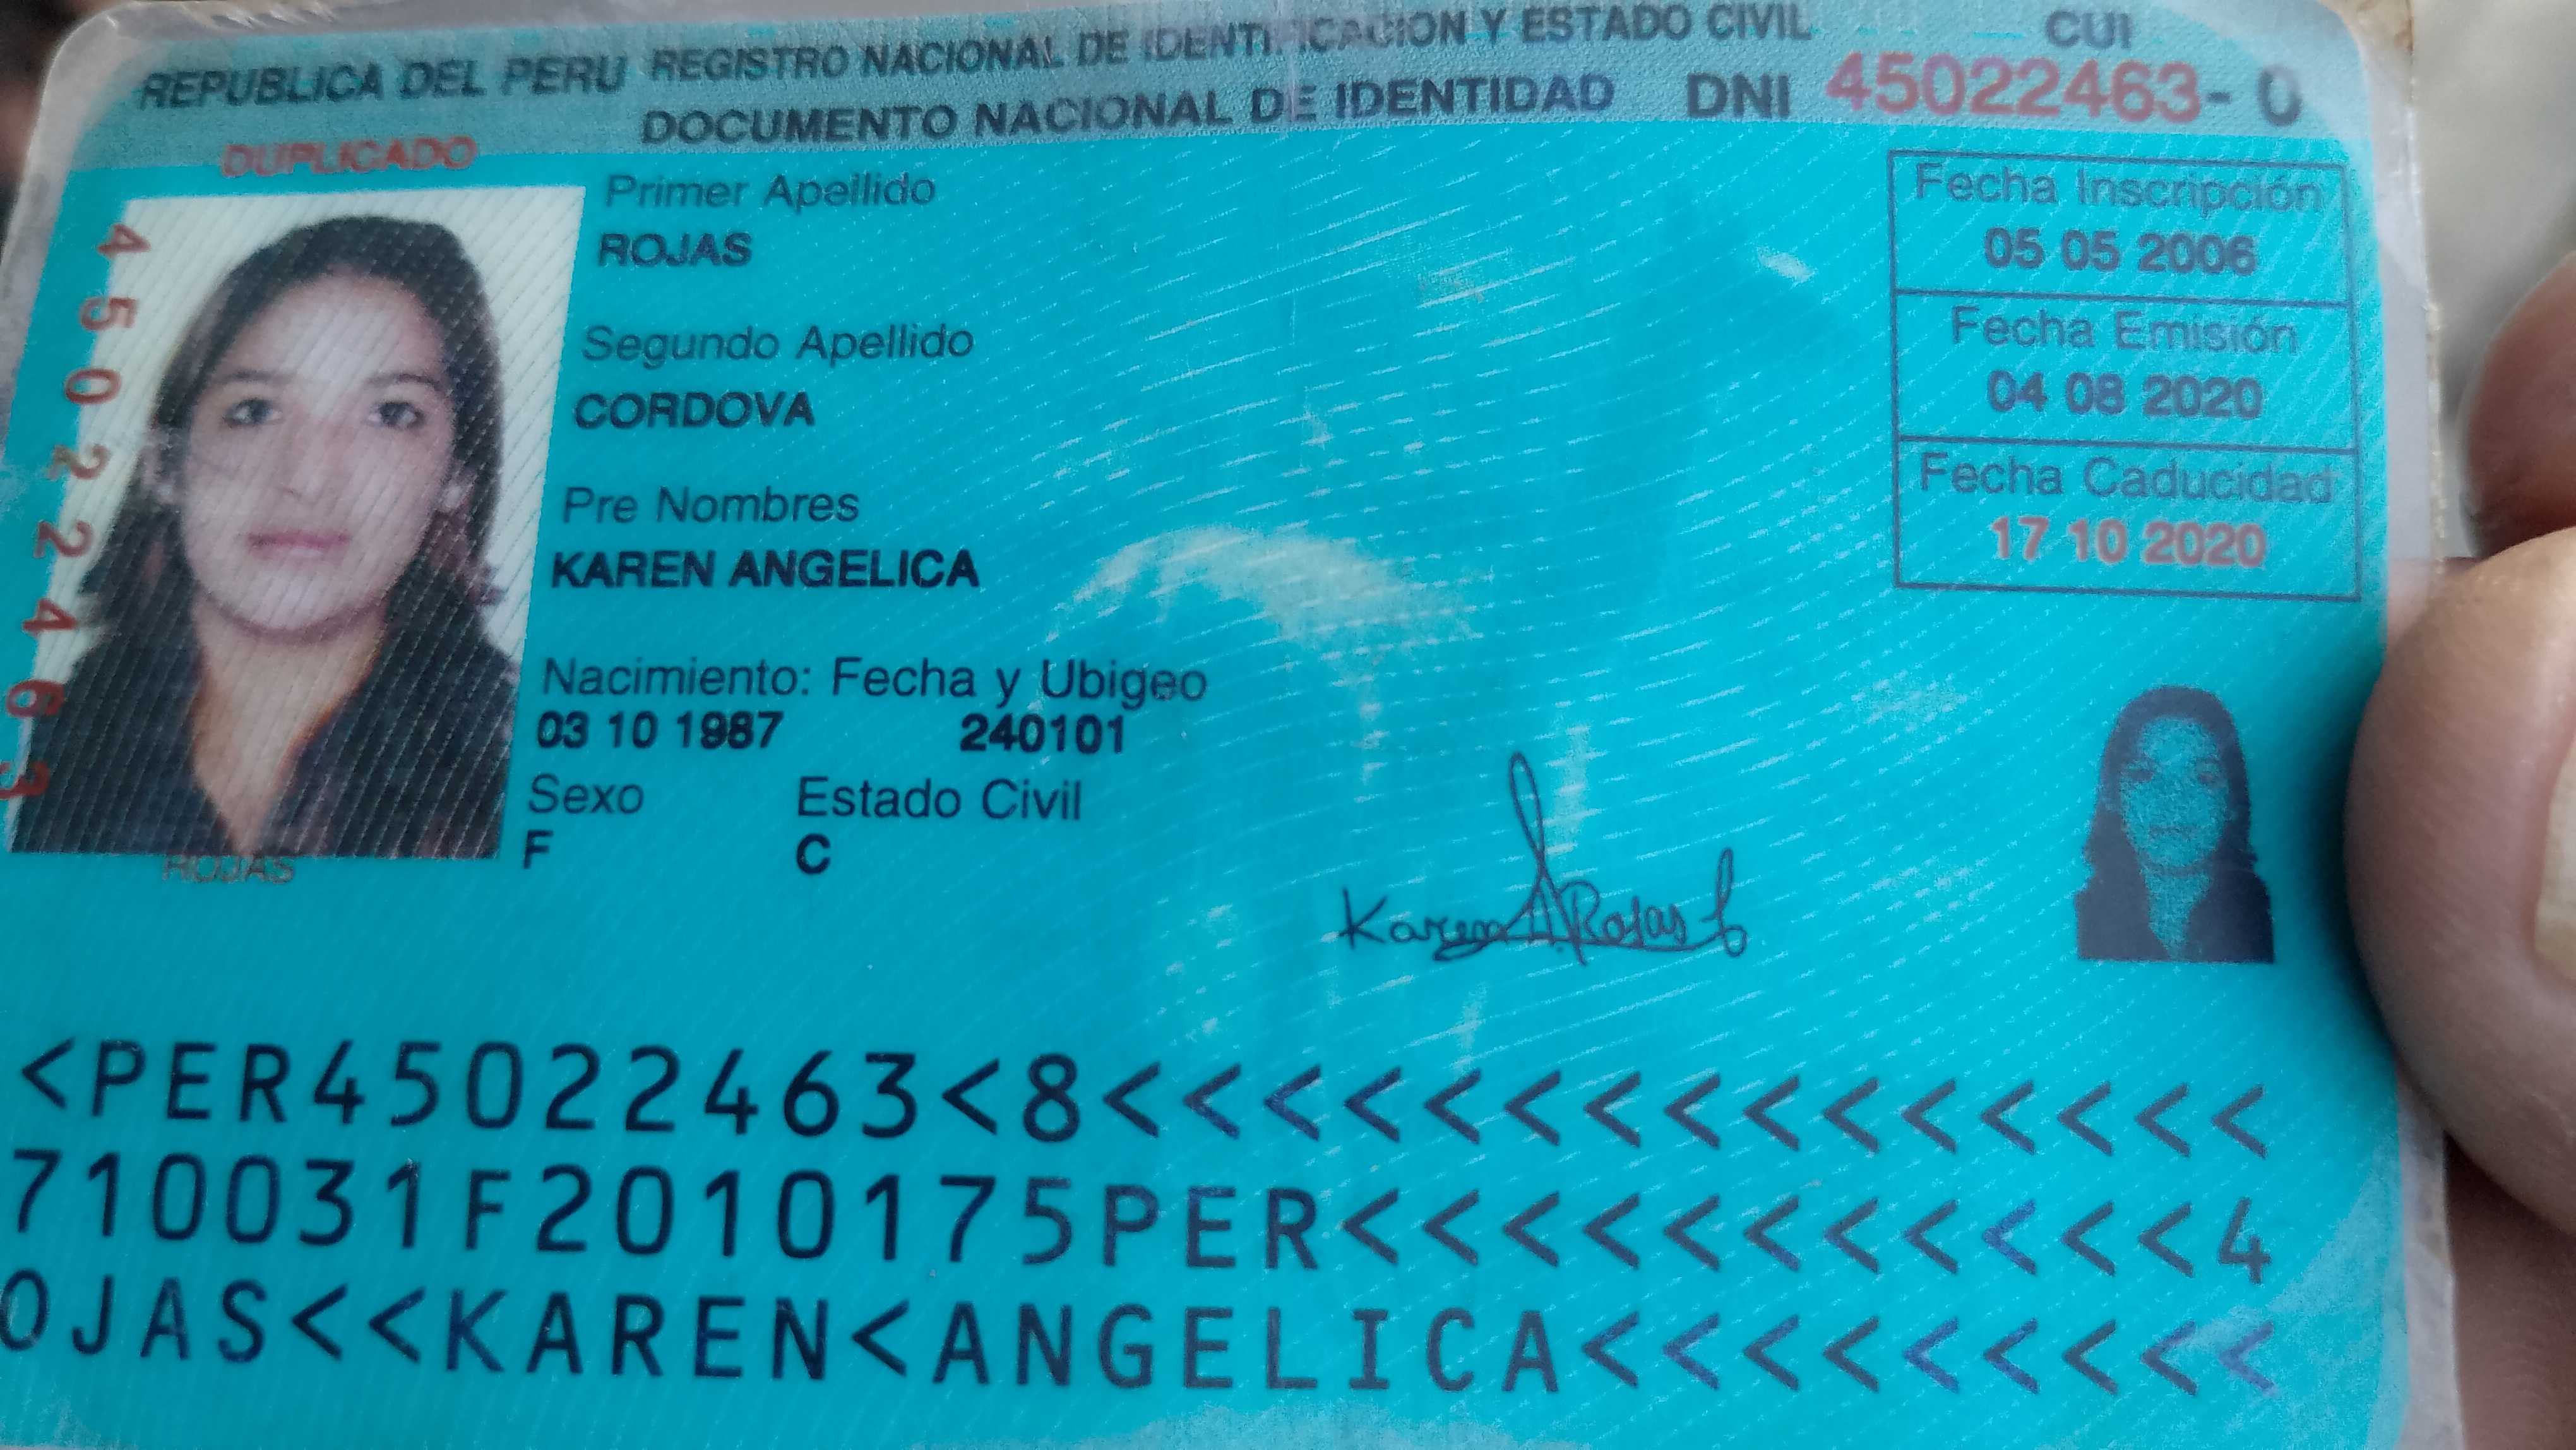 REPUBLICA DEL PERU REGISTRO NACIONAL DE IDENTIFICACION Y ESTADO CIVIL CUI
DOCUMENTO NACIONAL DE IDENTIDAD DNI 45022463-0
DUPLICADO
45022463
Primer Apellido
ROJAS
Segundo Apellido
CORDOVA
Pre Nombres
KAREN ANGELICA
Nacimiento: Fecha y Ubigeo
03 10 1987 240101
Sexo Estado Civil
F C
ROJAS
Fecha Inscripción
05 05 2006
Fecha Emisión
04 08 2020
Fecha Caducidad
17 10 2020
Karen A. Rojas C
<PER45022463<8<<<<<<<<<<<<<<<
710031F2010175PER<<<<<<<<<<<4
OJAS<<KAREN<ANGELICA<<<<<<<<<